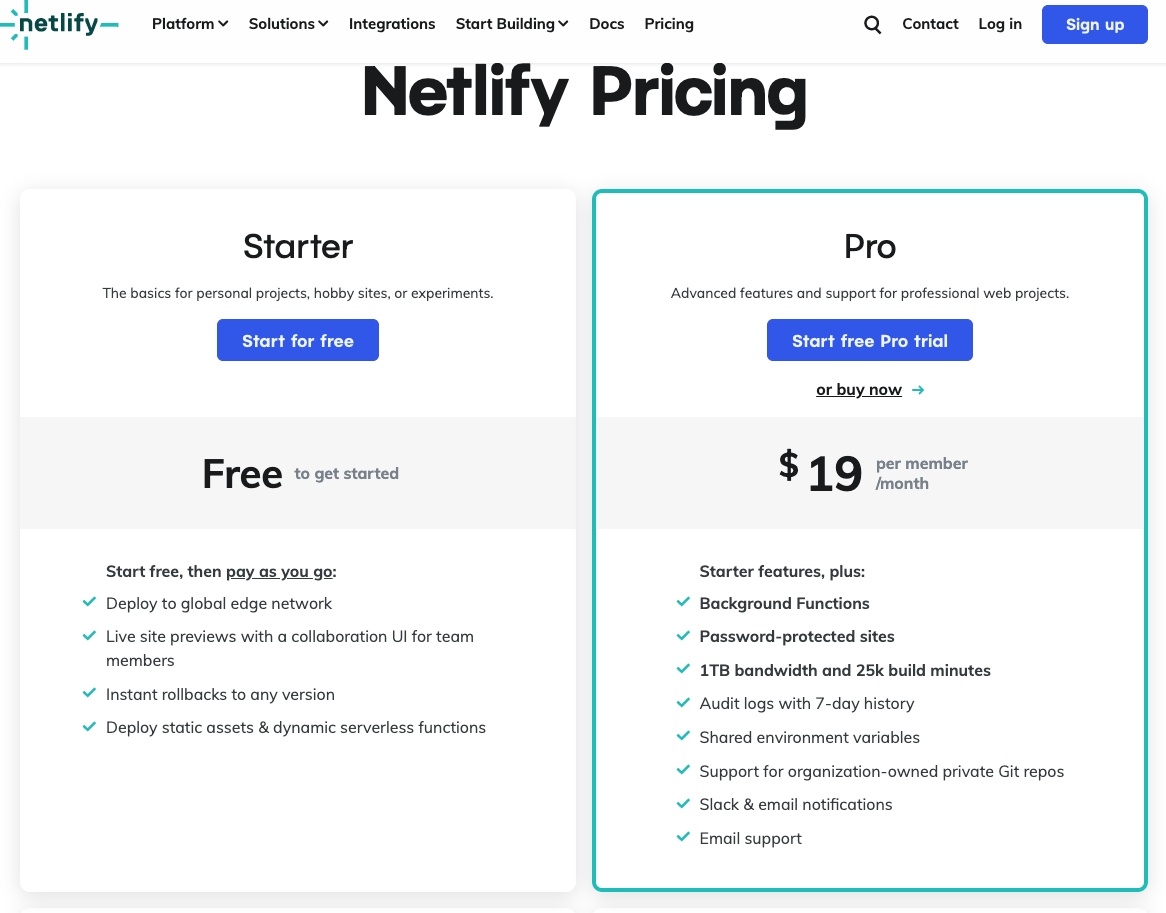 netlify
Platform
Solutions
Integrations
Start Building
Docs
Pricing
Contact
Log in
Sign up
Netlify Pricing
Starter
The basics for personal projects, hobby sites, or experiments.
Start for free
Free to get started
Start free, then pay as you go:
Deploy to global edge network
Live site previews with a collaboration UI for team
members
Instant rollbacks to any version
Deploy static assets & dynamic serverless functions
Pro
Advanced features and support for professional web projects.
Start free Pro trial
or buy now →
$19 per member
/month
Starter features, plus:
Background Functions
Password-protected sites
1TB bandwidth and 25k build minutes
Audit logs with 7-day history
Shared environment variables
Support for organization-owned private Git repos
Slack & email notifications
Email support